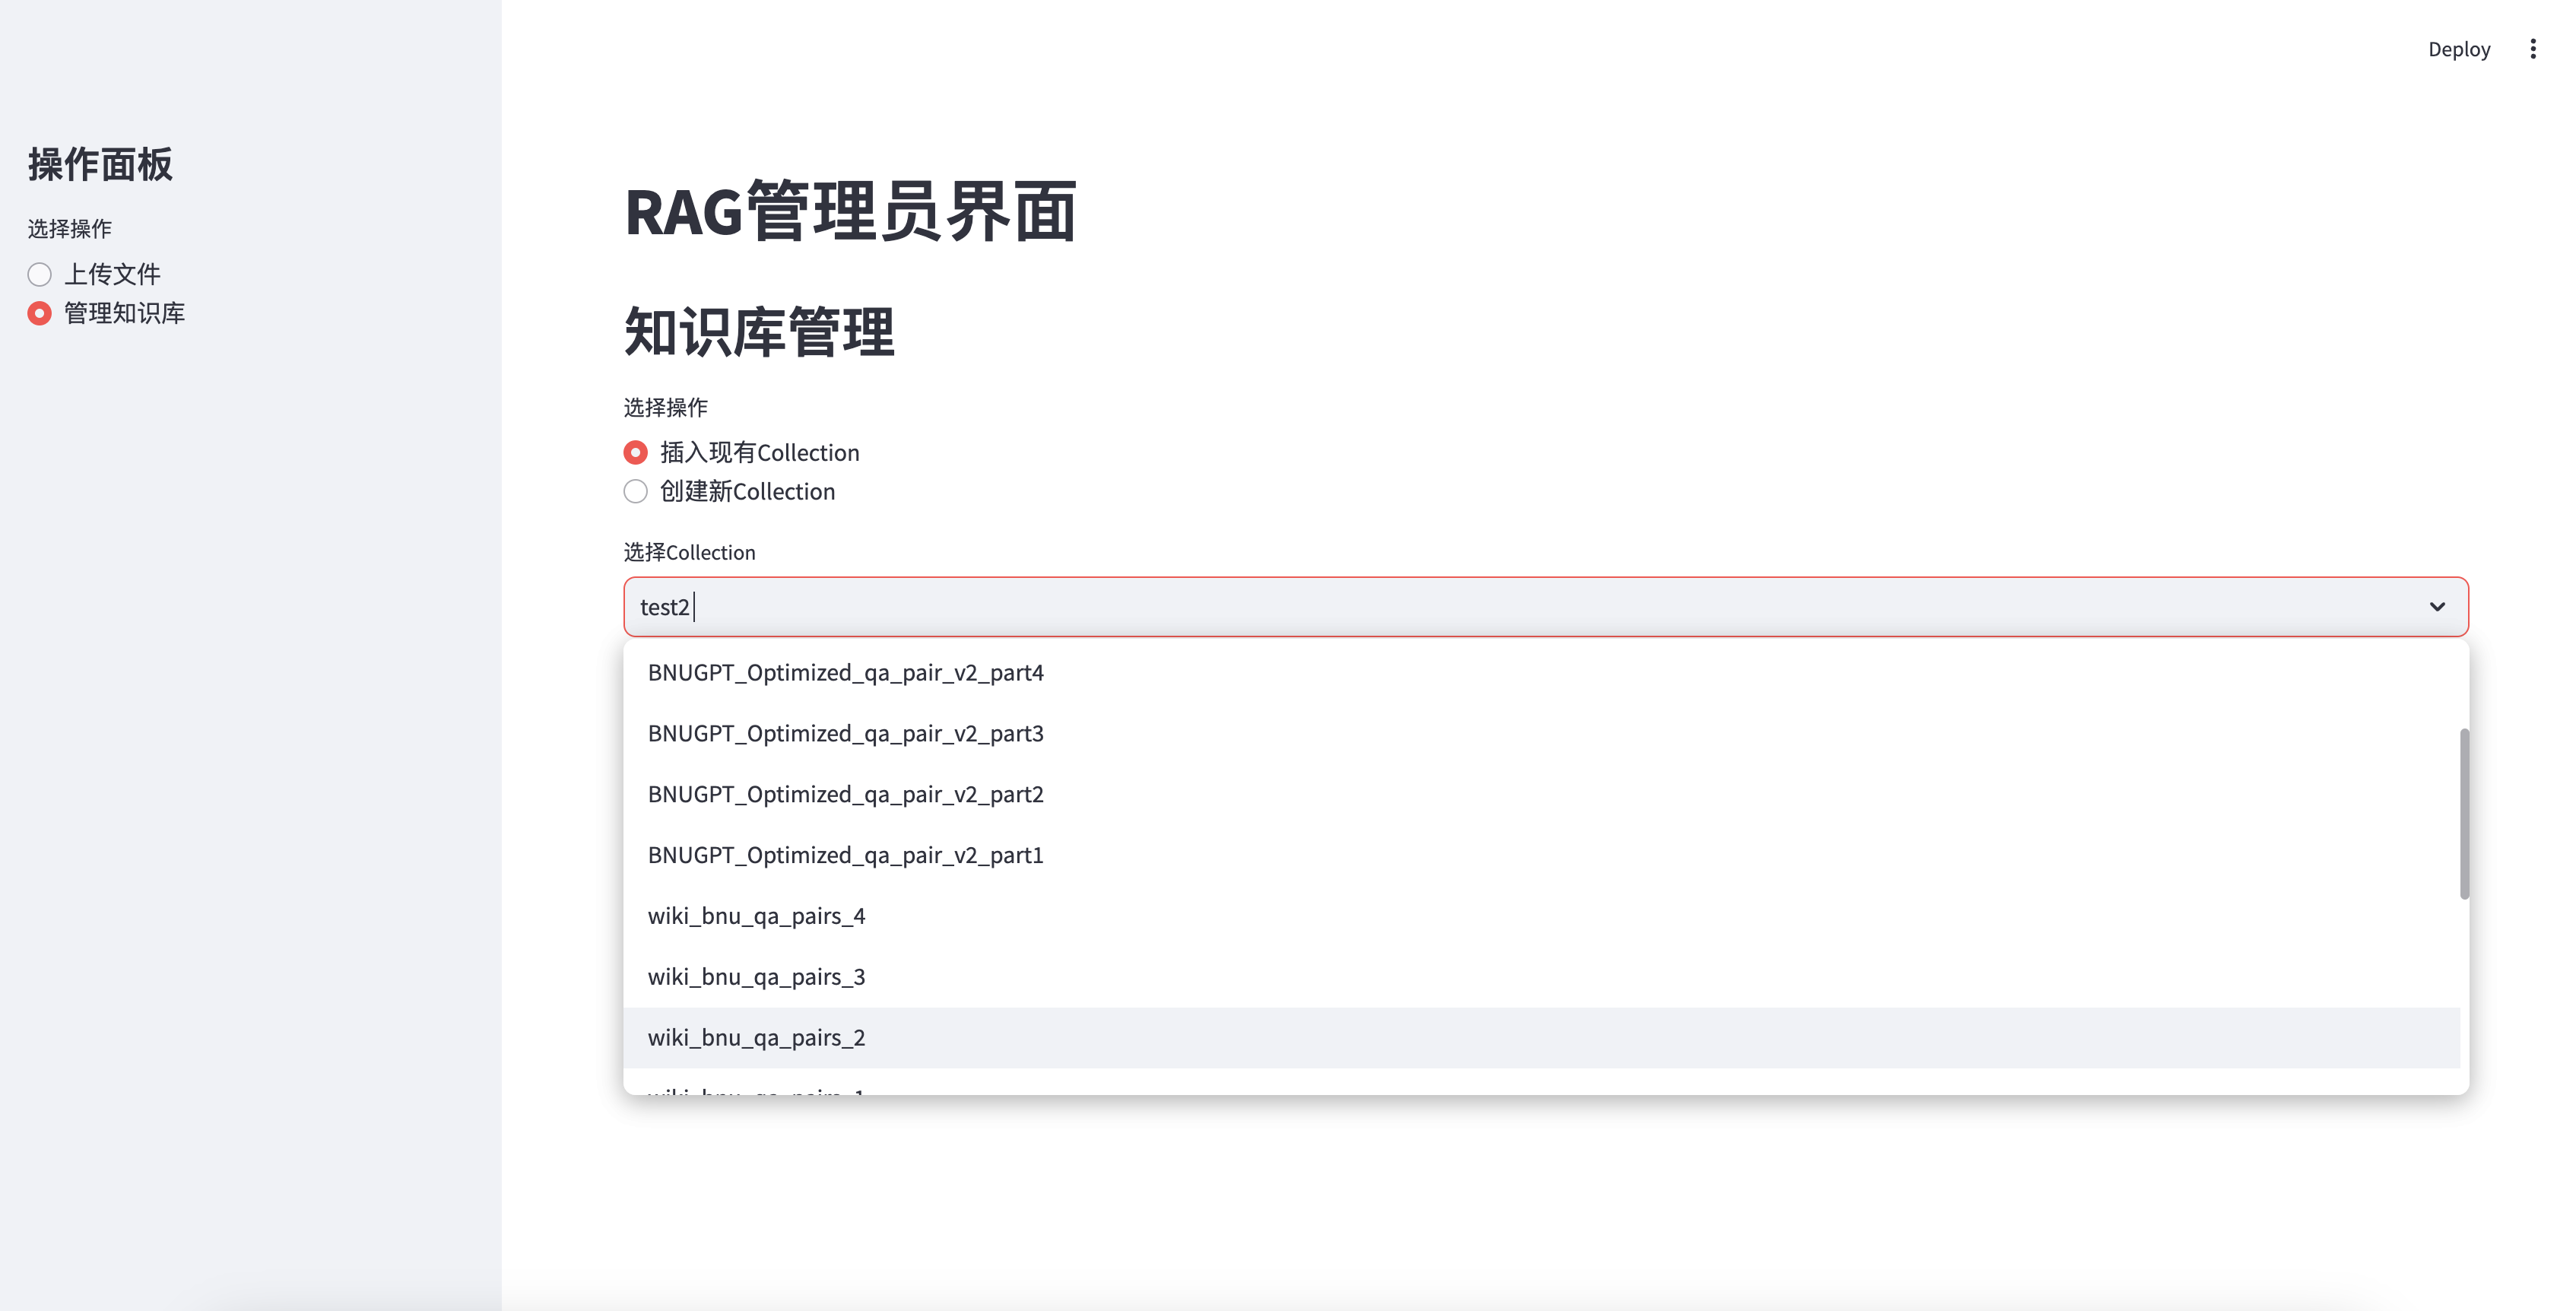 Deploy
操作面板
选择操作
上传文件
管理知识库
RAG管理员界面
知识库管理
选择操作
插入现有Collection
创建新Collection
选择Collection
test2
BNUGPT_Optimized_qa_pair_v2_part4
BNUGPT_Optimized_qa_pair_v2_part3
BNUGPT_Optimized_qa_pair_v2_part2
BNUGPT_Optimized_qa_pair_v2_part1
wiki_bnu_qa_pairs_4
wiki_bnu_qa_pairs_3
wiki_bnu_qa_pairs_2
wiki_bnu_qa_pairs_1